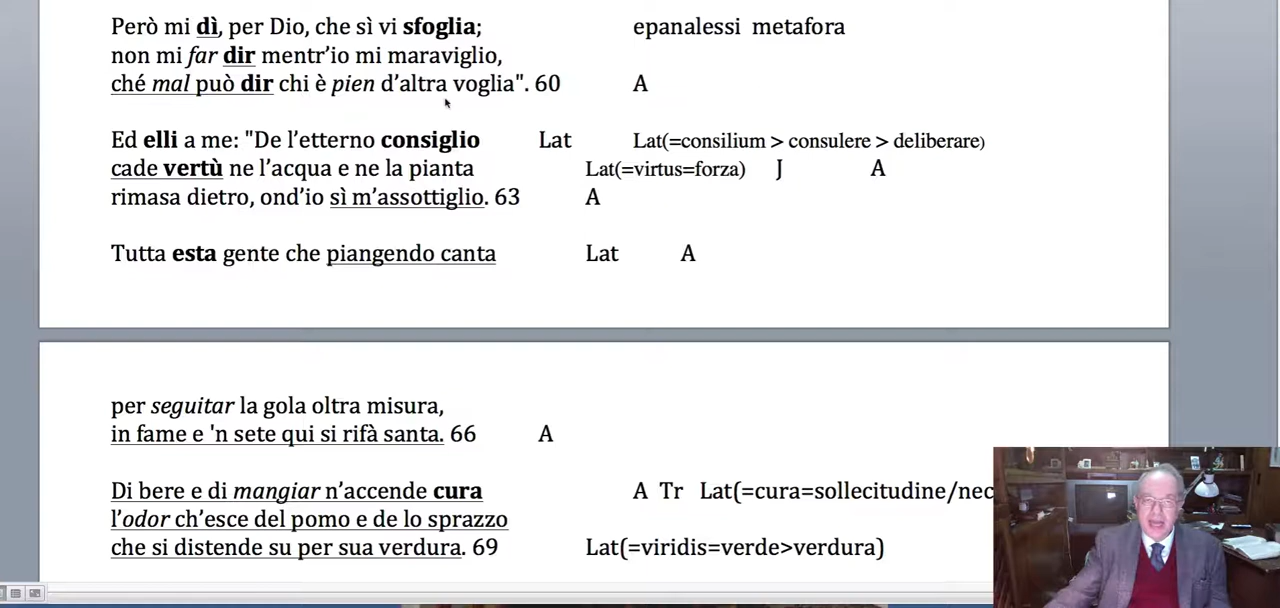 Però mi dì, per Dio, che sì vi sfoglia; epanalessi metafora
non mi far dir mentr'io mi maraviglio,
ché mal può dir chi è pien d'altra voglia". 60 A
Ed elli a me: "De l'etterno consiglio Lat Lat(=consilium > consulere > deliberare)
cade vertù ne l'acqua e ne la pianta Lat(=virtus=forza) J A
rimasa dietro, ond'io sì m'assottiglio. 63 A
Tutta esta gente che piangendo canta Lat A
per seguitar la gola oltra misura,
in fame e 'n sete qui si rifà santa. 66 A
Di bere e di mangiar n'accende cura A Tr Lat(=cura=sollecitudine/nec
l'odor ch'esce del pomo e de lo sprazzo
che si distende su per sua verdura. 69 Lat(=viridis=verde>verdura)